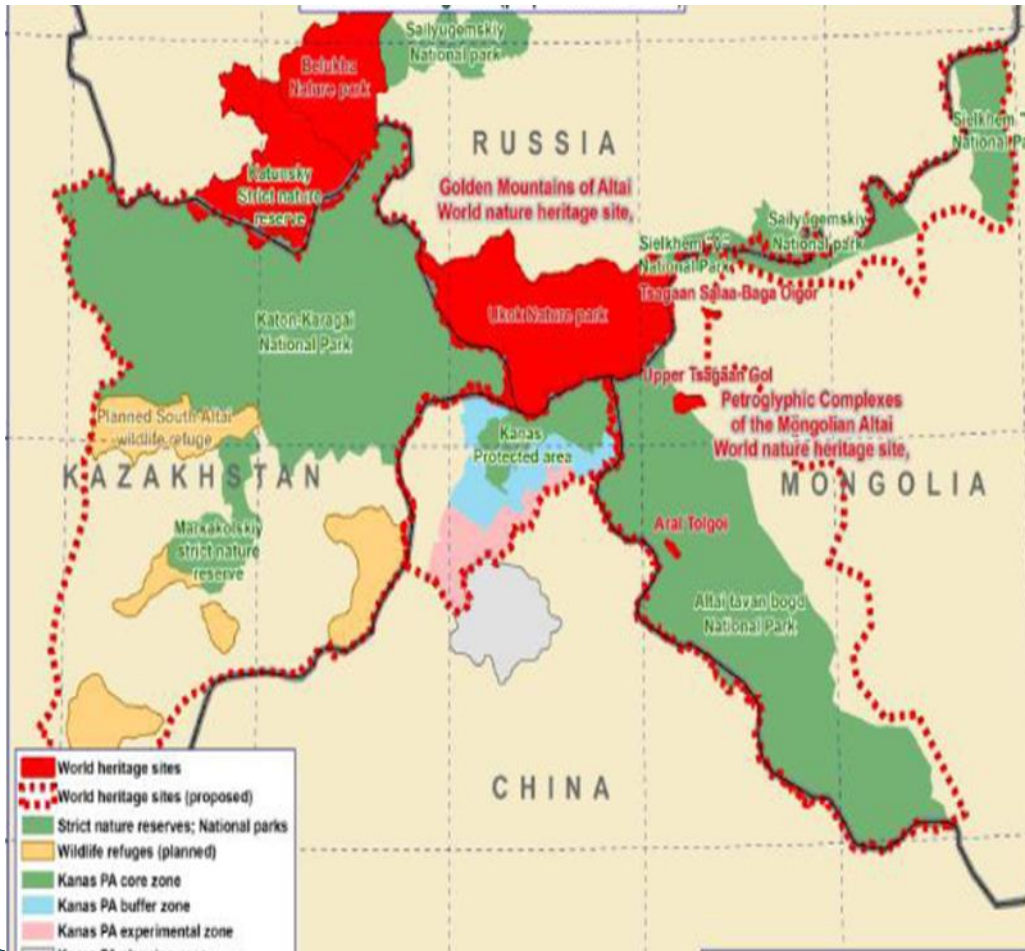 Sailyugemskiy
National park
Belukha
Nature park
RUSSIA
Sielkhem "
National Pa
Katunsky
Strict nature
reserve
Golden Mountains of Altai
World nature heritage site,
Sailyugemskiy
National park
Sielkhem
National Park
Tsagaan Salaa-Baga Oigor
Ukok Nature park
Katon-Karagai
National Park
Upper Tsagaan Gol
Petroglyphic Complexes
of the Mongolian Altai
World nature heritage site,
Planned South Altai
wildlife refuge
Kanas
Protected area
KAZAKHSTAN
MONGOLIA
Markakolskiy
strict nature
reserve
Aral Tolgoi
Altai tavan bogd
National Park
CHINA
World heritage sites
World heritage sites (proposed)
Strict nature reserves; National parks
Wildlife refuges (planned)
Kanas PA core zone
Kanas PA buffer zone
Kanas PA experimental zone